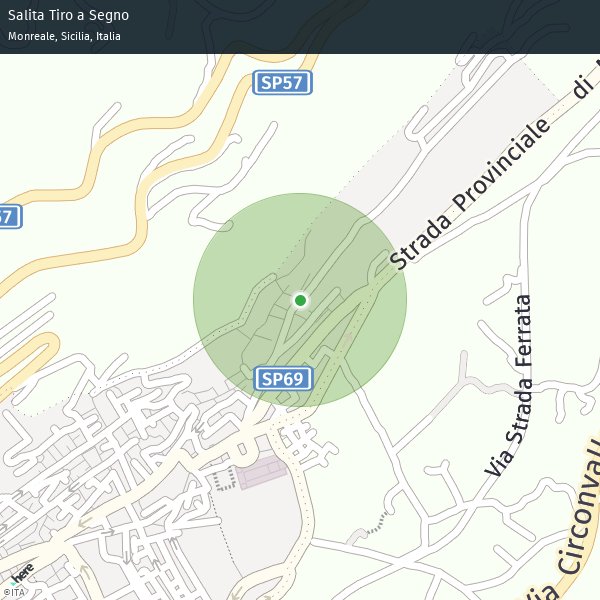 Salita Tiro a Segno
Monreale, Sicilia, Italia
SP57
di
Strada Provinciale
57
Via Strada Ferrata
SP69
Via Circonvall
here
©ITA